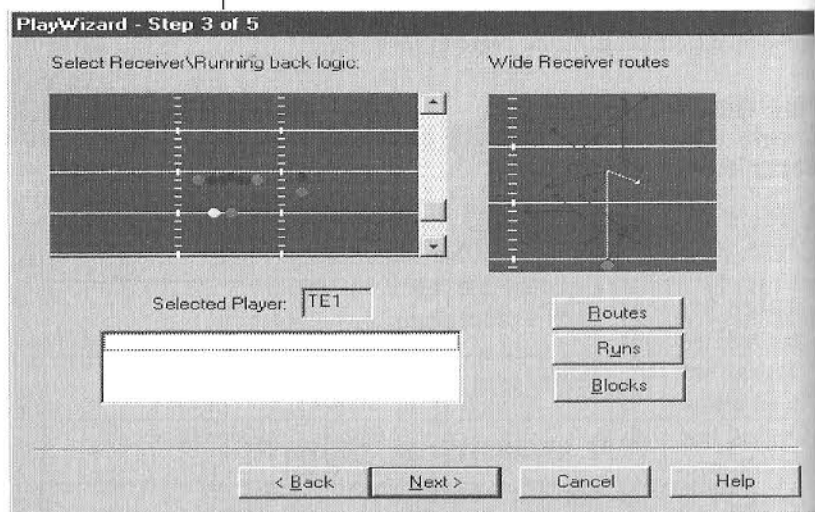 PlayWizard - Step 3 of 5
Select Receiver\Running back logic:
Wide Receiver routes
Selected Player: TE1
Routes
Runs
Blocks
< Back
Next >
Cancel
Help